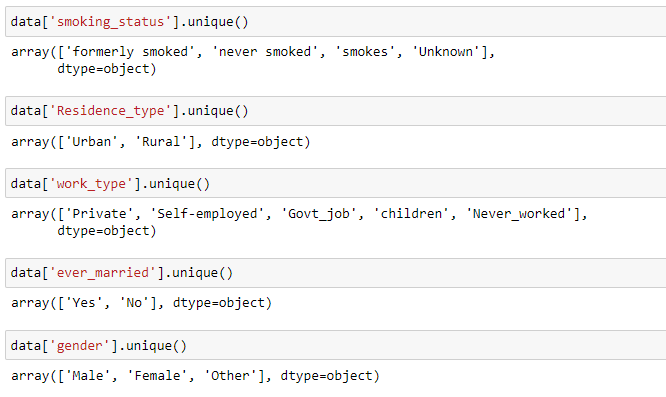 data['smoking_status'].unique()
array(['formerly smoked', 'never smoked', 'smokes', 'Unknown'],
      dtype=object)
data['Residence_type'].unique()
array(['Urban', 'Rural'], dtype=object)
data['work_type'].unique()
array(['Private', 'Self-employed', 'Govt_job', 'children', 'Never_worked'],
      dtype=object)
data['ever_married'].unique()
array(['Yes', 'No'], dtype=object)
data['gender'].unique()
array(['Male', 'Female', 'Other'], dtype=object)